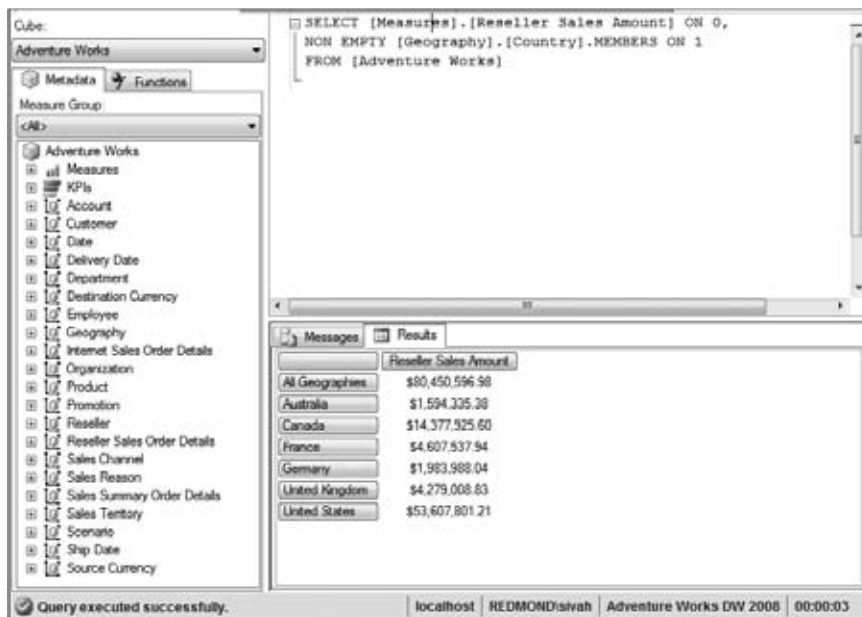 Cube:
Adventure Works
Metadata Functions
Measure Group:
<All>
Adventure Works
Measures
KPIs
Account
Customer
Date
Delivery Date
Department
Destination Currency
Employee
Geography
Internet Sales Order Details
Organization
Product
Promotion
Reseller
Reseller Sales Order Details
Sales Channel
Sales Reason
Sales Summary Order Details
Sales Territory
Scenario
Ship Date
Source Currency
SELECT [Measures].[Reseller Sales Amount] ON 0,
NON EMPTY [Geography].[Country].MEMBERS ON 1
FROM [Adventure Works]
Messages Results
Reseller Sales Amount
All Geographies $80,450,596.98
Australia $1,594,335.38
Canada $14,377,925.60
France $4,607,537.94
Germany $1,983,988.04
United Kingdom $4,279,008.83
United States $53,607,801.21
Query executed successfully. localhost REDMOND\sivah Adventure Works DW 2008 00:00:03